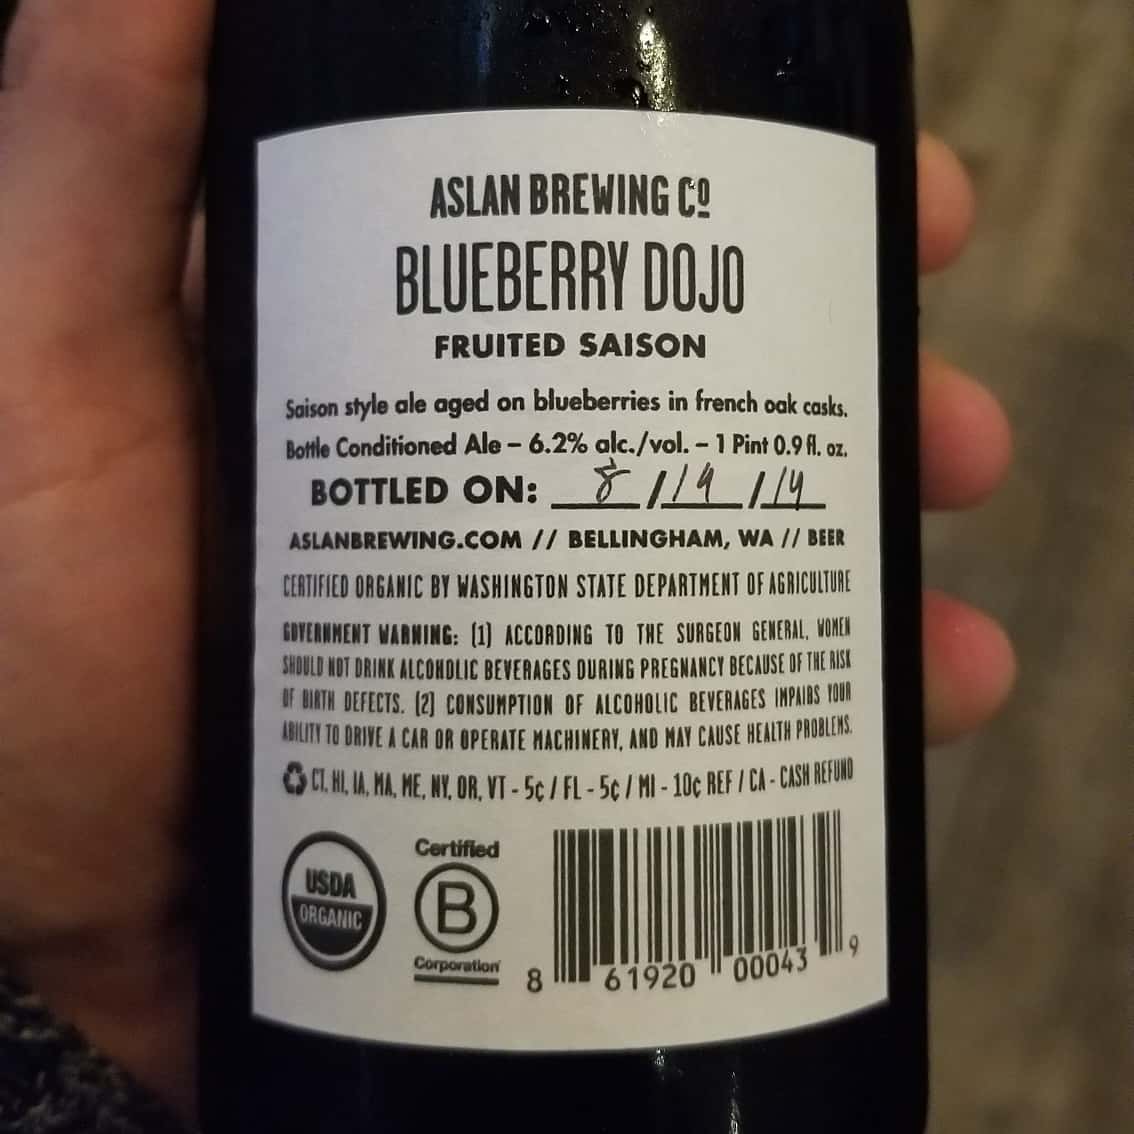 ASLAN BREWING Cº
BLUEBERRY DOJO
FRUITED SAISON
Saison style ale aged on blueberries in french oak casks.
Bottle Conditioned Ale – 6.2% alc./vol. – 1 Pint 0.9 fl. oz.
BOTTLED ON: 8 / 19 / 19
ASLANBREWING.COM // BELLINGHAM, WA // BEER
CERTIFIED ORGANIC BY WASHINGTON STATE DEPARTMENT OF AGRICULTURE
GOVERNMENT WARNING: (1) ACCORDING TO THE SURGEON GENERAL, WOMEN
SHOULD NOT DRINK ALCOHOLIC BEVERAGES DURING PREGNANCY BECAUSE OF THE RISK
OF BIRTH DEFECTS. (2) CONSUMPTION OF ALCOHOLIC BEVERAGES IMPAIRS YOUR
ABILITY TO DRIVE A CAR OR OPERATE MACHINERY, AND MAY CAUSE HEALTH PROBLEMS.
CT, HI, IA, MA, ME, NY, OR, VT - 5¢ / FL - 5¢ / MI - 10¢ REF / CA - CASH REFUND
USDA
ORGANIC
Certified
B
Corporation
8 61920 00043 9